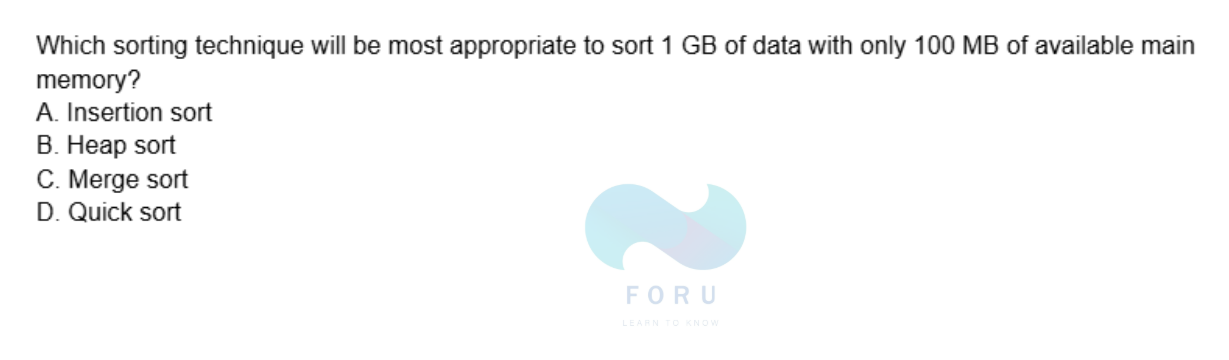 Which sorting technique will be most appropriate to sort 1 GB of data with only 100 MB of available main
memory?
A. Insertion sort
B. Heap sort
C. Merge sort
D. Quick sort
FORU
LEARN TO KNOW